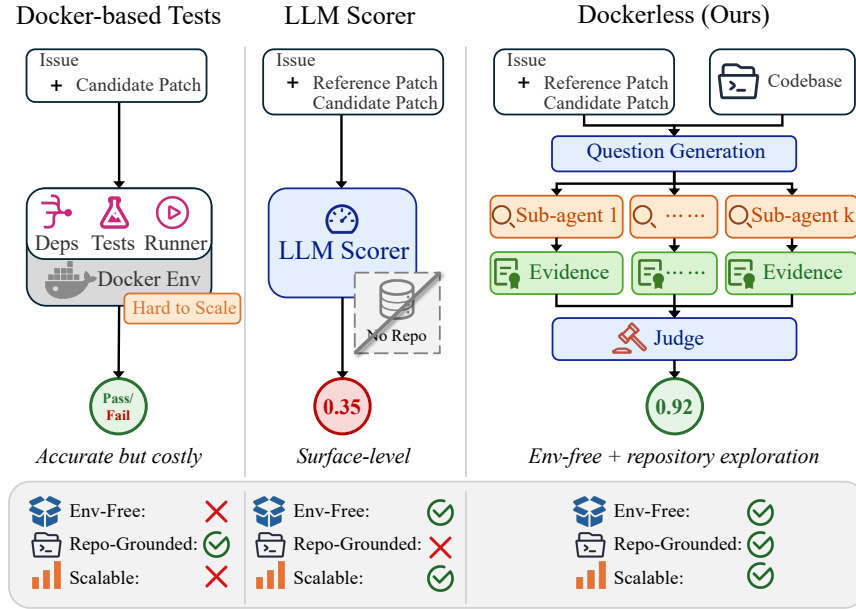 Docker-based Tests
Issue
+ Candidate Patch
Deps Tests Runner
Docker Env
Hard to Scale
Pass/
Fail
Accurate but costly
LLM Scorer
Issue
+ Reference Patch
Candidate Patch
LLM Scorer
No Repo
0.35
Surface-level
Dockerless (Ours)
Issue
+ Reference Patch
Candidate Patch
Codebase
Question Generation
Sub-agent 1 ...... Sub-agent k
Evidence ...... Evidence
Judge
0.92
Env-free + repository exploration
Env-Free:
Repo-Grounded:
Scalable:
Env-Free:
Repo-Grounded:
Scalable:
Env-Free:
Repo-Grounded:
Scalable: